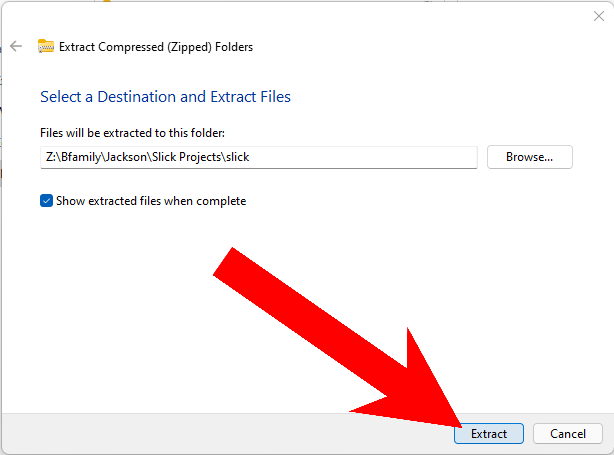 Extract Compressed (Zipped) Folders
Select a Destination and Extract Files
Files will be extracted to this folder:
Z:\Bfamily\Jackson\Slick Projects\slick
Browse...
Show extracted files when complete
Extract
Cancel